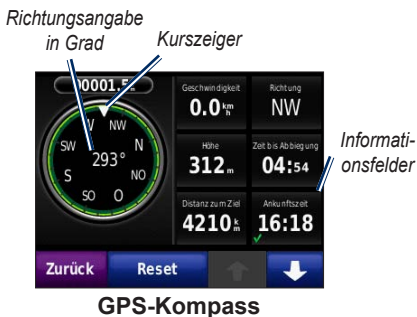 Richtungsangabe
in Grad
Kurszeiger
00001.5
Geschwindigkeit
0.0 km/h
Richtung
NW
W
NW
N
NO
O
SO
S
SW
293°
Höhe
312 m
Zeit bis Abbiegung
04:54
Informati-
onsfelder
Distanz zum Ziel
4210
Ankunftszeit
16:18
Zurück
Reset
GPS-Kompass